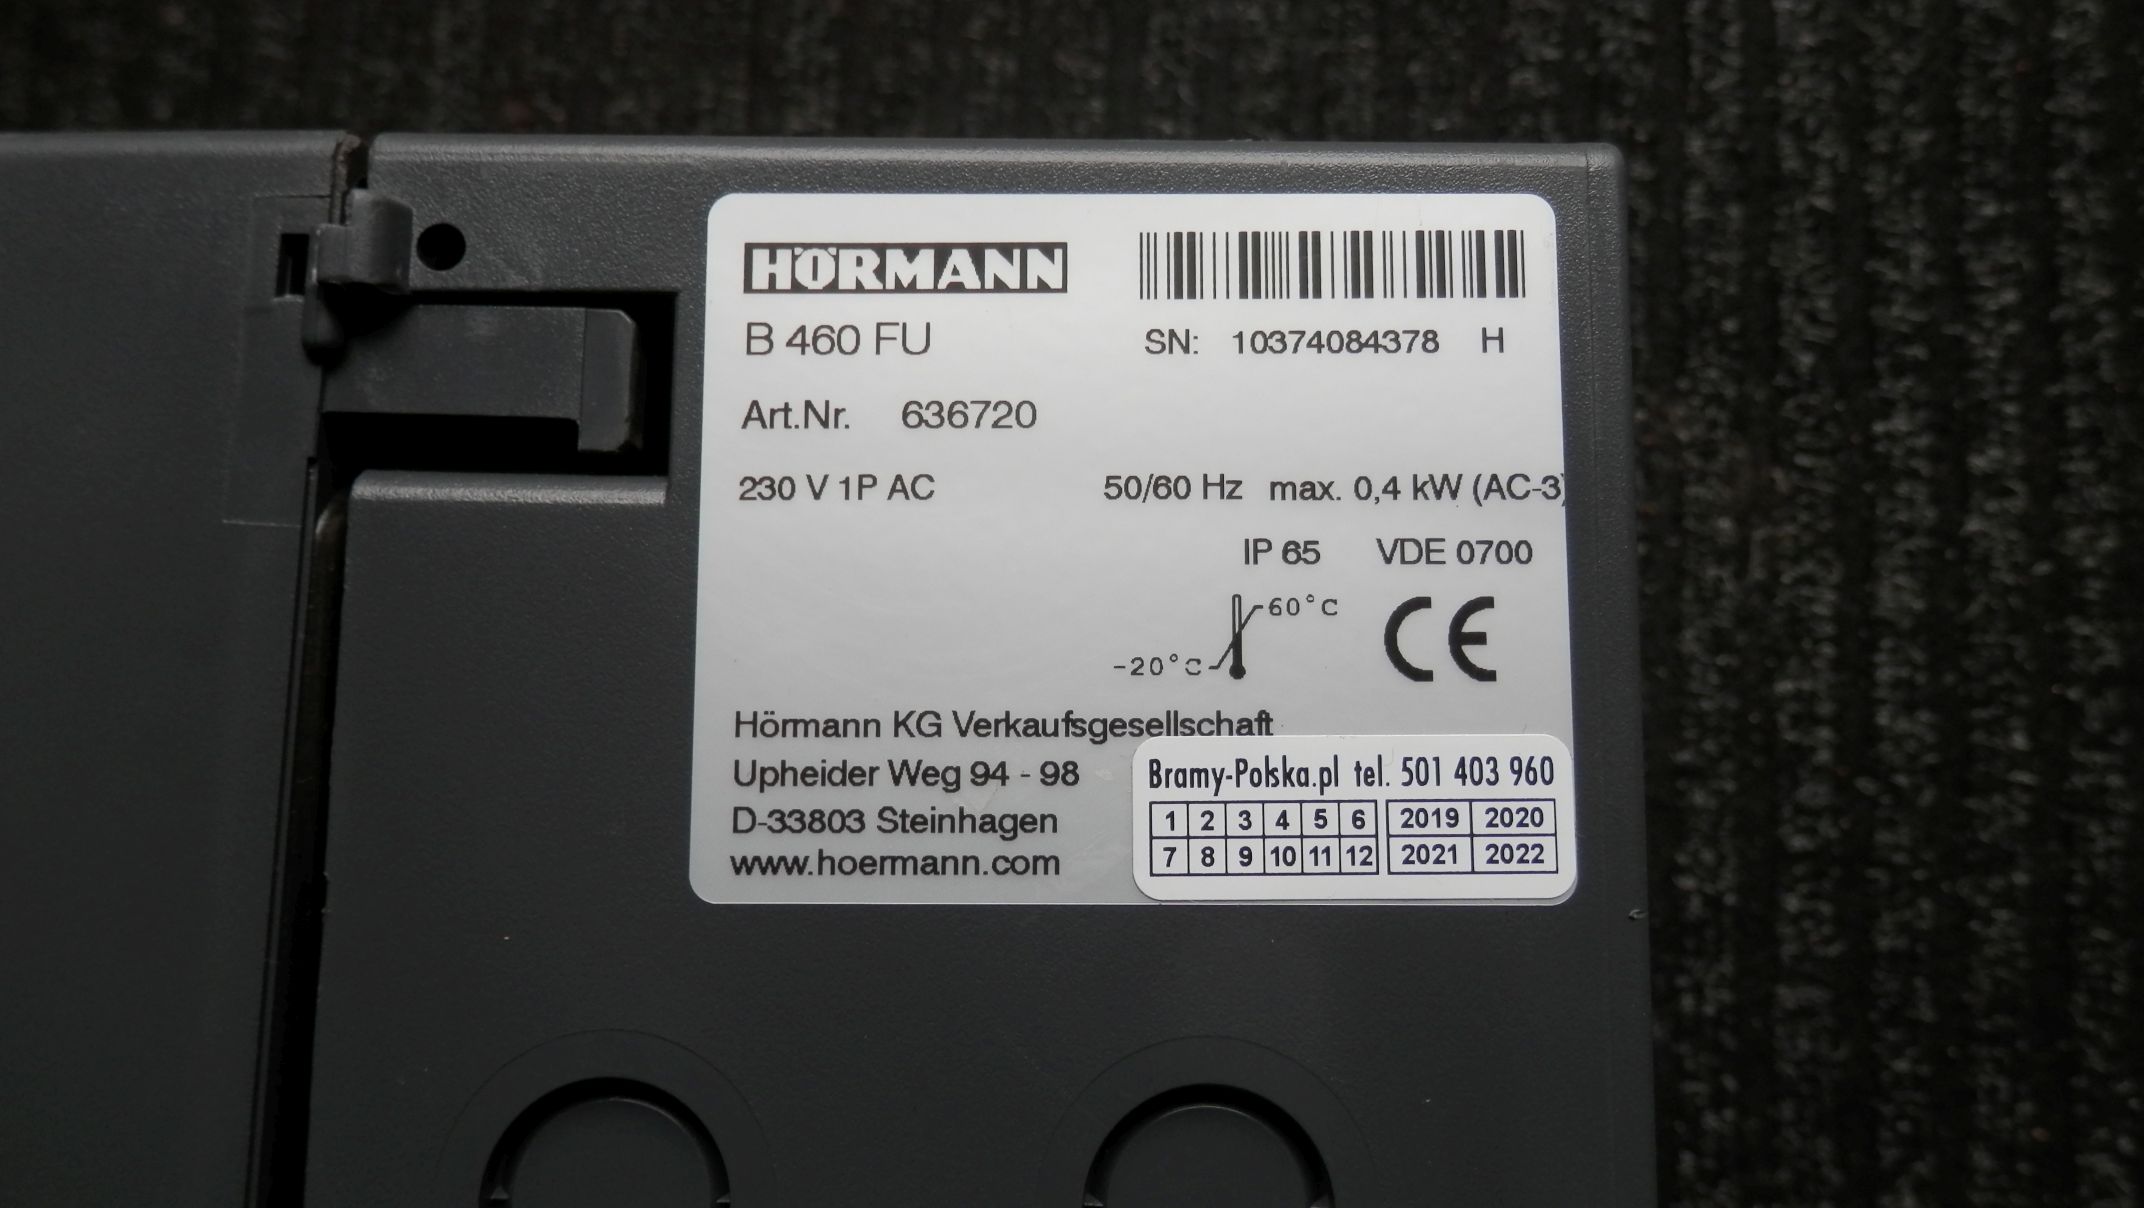 HÖRMANN
B 460 FU SN: 10374084378 H
Art.Nr. 636720
230 V 1P AC 50/60 Hz max. 0,4 kW (AC-3)
IP 65 VDE 0700
60°C
-20°C
CE
Hörmann KG Verkaufsgesellschaft
Upheider Weg 94 - 98
D-33803 Steinhagen
www.hoermann.com
Bramy-Polska.pl tel. 501 403 960
1 2 3 4 5 6 2019 2020
7 8 9 10 11 12 2021 2022